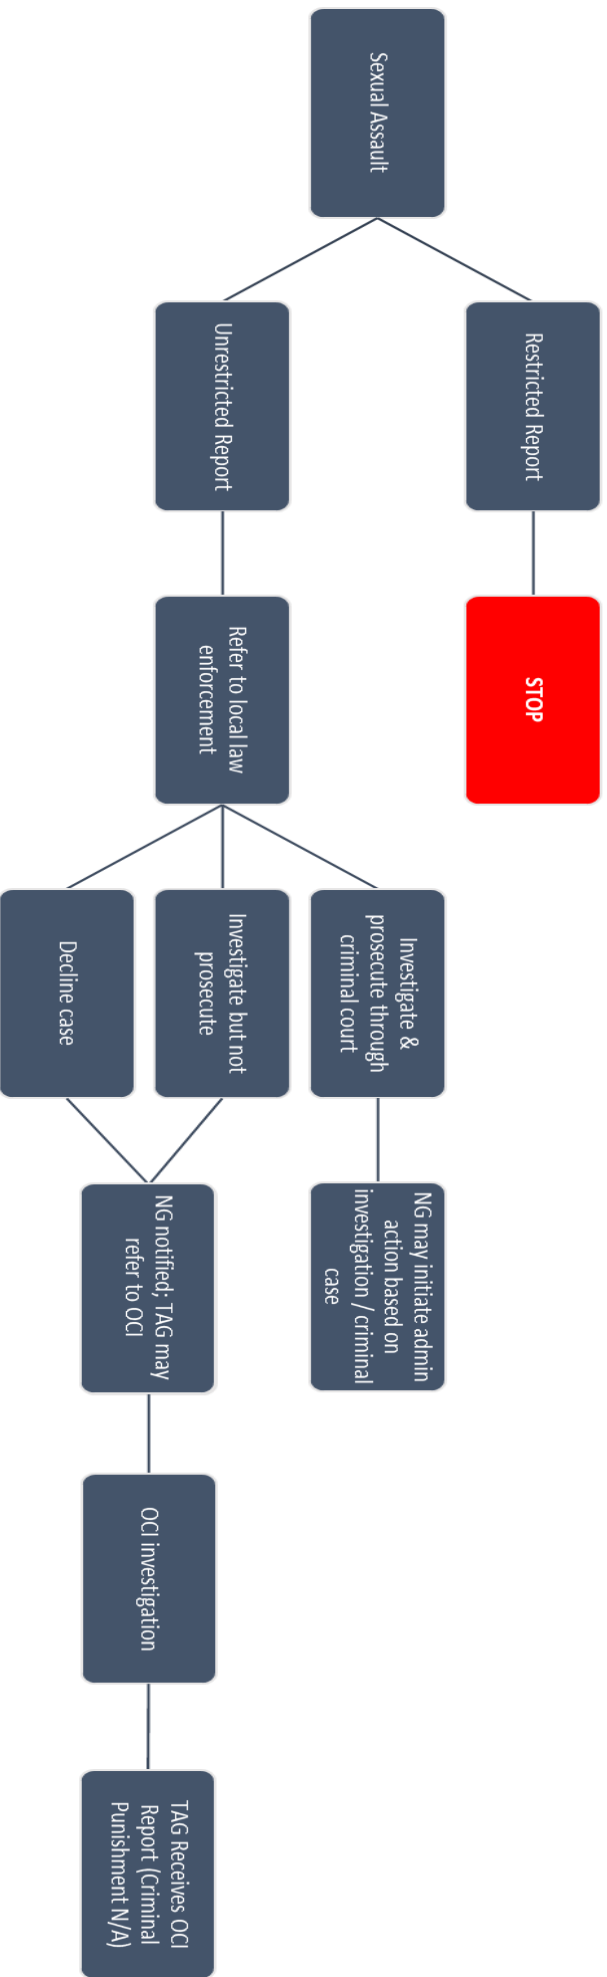 Sexual Assault
Restricted Report
STOP
Unrestricted Report
Refer to local law
enforcement
Investigate &
prosecute through
criminal court
NG may initiate admin
action based on
investigation / criminal
case
Investigate but not
prosecute
Decline case
NG notified; TAG may
refer to OCI
OCI investigation
TAG Receives OCI
Report (Criminal
Punishment N/A)